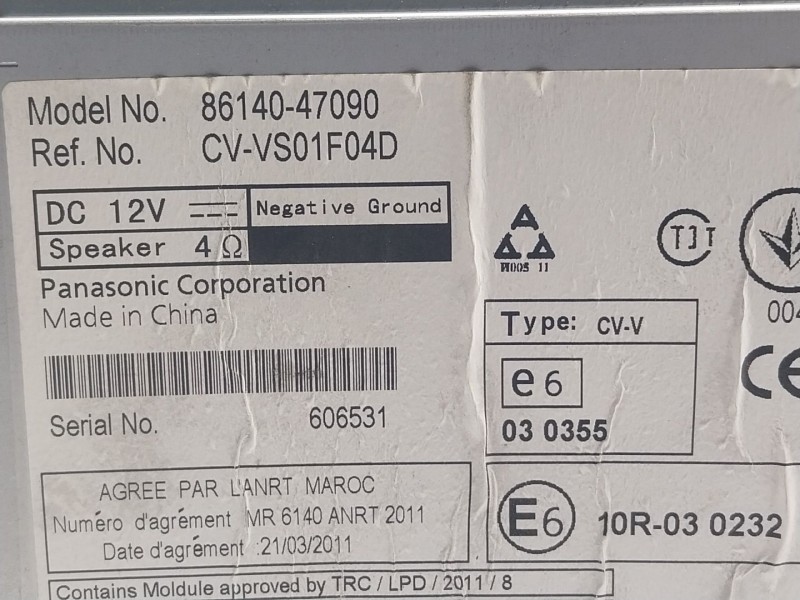 Model No. 86140-47090
Ref. No. CV-VS01F04D
DC 12V Negative Ground
Speaker 4Ω
Panasonic Corporation
Made in China
Serial No. 606531
AGREE PAR L'ANRT MAROC
Numéro d'agrément MR 6140 ANRT 2011
Date d'agrément :21/03/2011
Contains Moldule approved by TRC / LPD / 2011 / 8
Type: CV-V
e6
03 0355
E6
10R-03 0232
004
CE